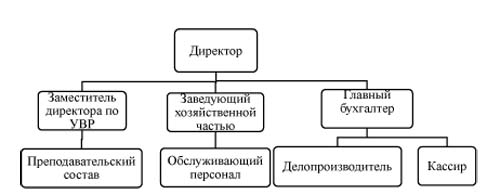 Директор
Заместитель
директора по
УВР
Заведующий
хозяйственной
частью
Главный
бухгалтер
Преподавательский
состав
Обслуживающий
персонал
Делопроизводитель
Кассир